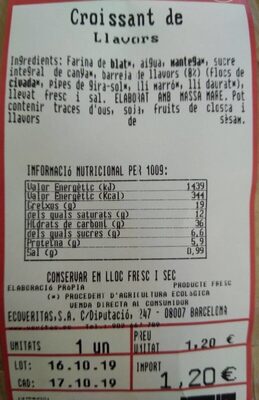 Croissant de
Llavors
Ingredients: Farina de blat*, aigua, mantega*, sucre
integral de canya*, barreja de llavors (8%) (flocs de
civada*, pipes de gira-sol*, lli marró*, lli daurat*),
llevat fresc i sal. ELABORAT AMB MASSA MARE. Pot
contenir traces d'ous, soja, fruits de closca i
llavors de sèsam.
INFORMACIÓ NUTRICIONAL PER 100g:
Valor Energètic (kJ) 1439
Valor Energètic (Kcal) 344
Greixos (g) 19
dels quals saturats (g) 12
Hidrats de carboni (g) 36
dels quals sucres (g) 6,6
Proteïna (g) 5,9
Sal (g) 0,99
CONSERVAR EN LLOC FRESC I SEC
ELABORACIÓ PRÒPIA PRODUCTE FRESC
(*) PROCEDENT D'AGRICULTURA ECOLÒGICA
VENDA DIRECTA AL CONSUMIDOR
ECOVERITAS,S.A. C/Diputació, 247 - 08007 BARCELONA
UNITATS 1 un PREU UNITAT 1,20 €
LOT: 16.10.19 IMPORT
CAD: 17.10.19 1,20€